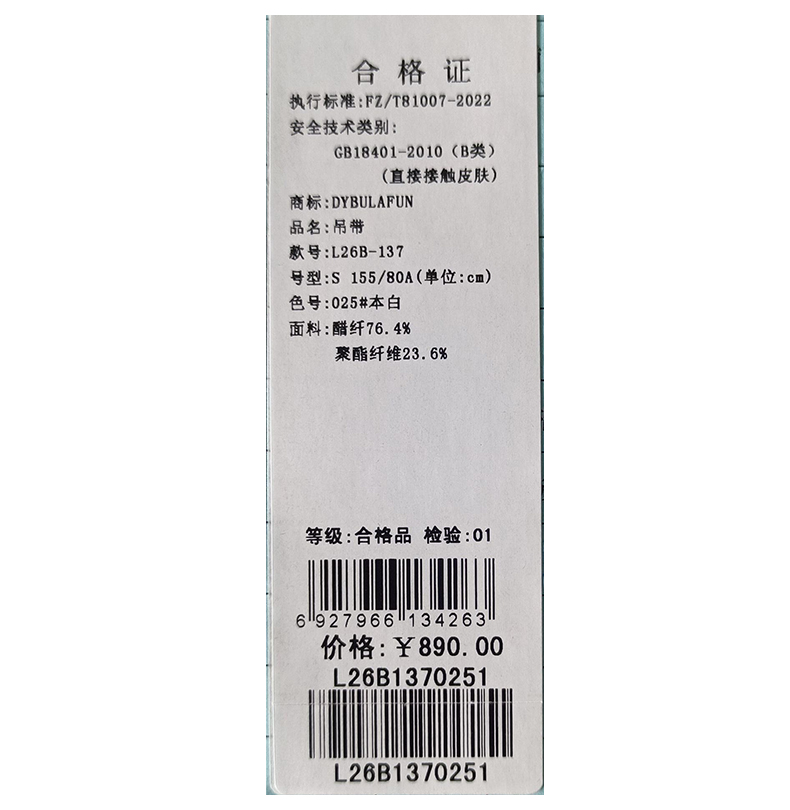 合格证
执行标准:FZ/T81007-2022
安全技术类别:
GB18401-2010（B类）
(直接接触皮肤)
商标:DYBULAFUN
品名:吊带
款号:L26B-137
号型:S 155/80A(单位:cm)
色号:025#本白
面料:醋纤76.4%
聚酯纤维23.6%
等级:合格品 检验:01
6 927966 134263
价格:￥890.00
L26B1370251
L26B1370251